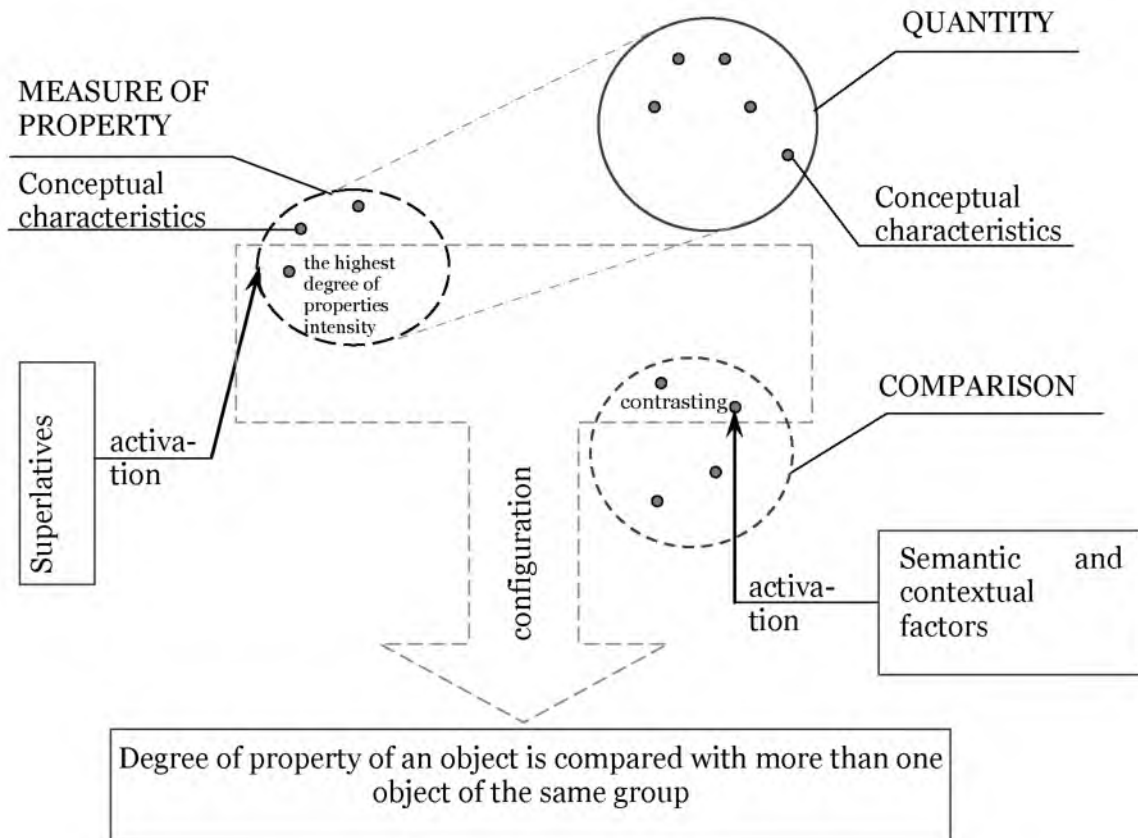 QUANTITY
MEASURE OF
PROPERTY
Conceptual
characteristics
Conceptual
characteristics
the highest
degree of
properties
intensity
COMPARISON
contrasting
Superlatives
activa-
tion
configuration
activa-
tion
Semantic and
contextual
factors
Degree of property of an object is compared with more than one
object of the same group